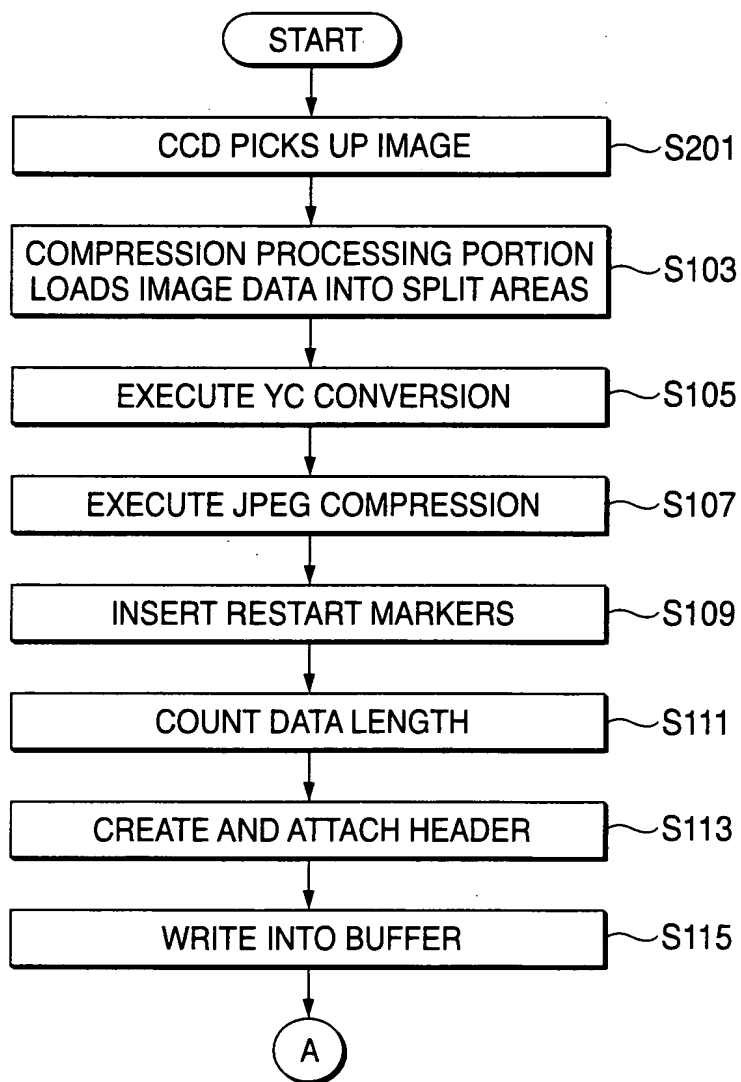 START
CCD PICKS UP IMAGE
S201
COMPRESSION PROCESSING PORTION
LOADS IMAGE DATA INTO SPLIT AREAS
S103
EXECUTE YC CONVERSION
S105
EXECUTE JPEG COMPRESSION
S107
INSERT RESTART MARKERS
S109
COUNT DATA LENGTH
S111
CREATE AND ATTACH HEADER
S113
WRITE INTO BUFFER
S115
A